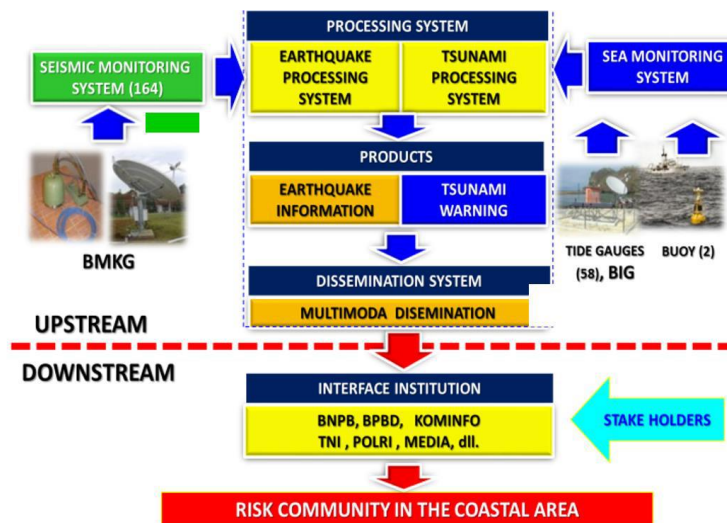 PROCESSING SYSTEM
SEISMIC MONITORING
SYSTEM (164)
EARTHQUAKE
PROCESSING
SYSTEM
TSUNAMI
PROCESSING
SYSTEM
SEA MONITORING
SYSTEM
PRODUCTS
EARTHQUAKE
INFORMATION
TSUNAMI
WARNING
BMKG
TIDE GAUGES
(58), BIG
BUOY (2)
DISSEMINATION SYSTEM
MULTIMODA DISEMINATION
UPSTREAM
DOWNSTREAM
INTERFACE INSTITUTION
BNPB, BPBD, KOMINFO
TNI , POLRI , MEDIA, dll.
STAKE HOLDERS
RISK COMMUNITY IN THE COASTAL AREA